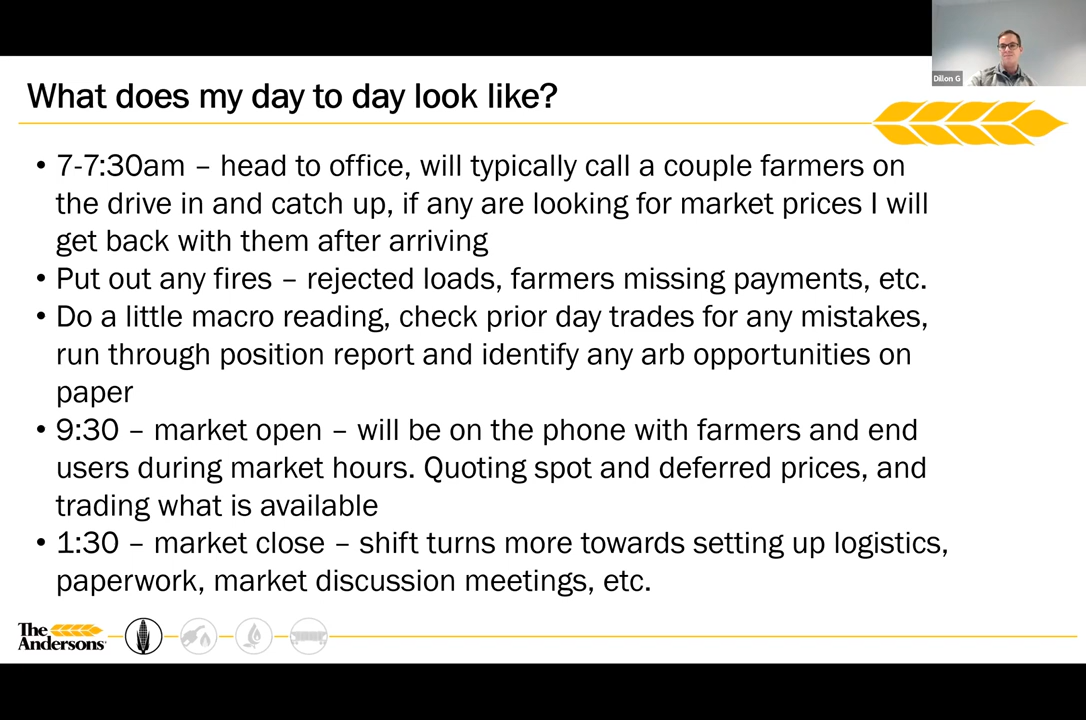 Dillon G
What does my day to day look like?
• 7-7:30am – head to office, will typically call a couple farmers on
the drive in and catch up, if any are looking for market prices I will
get back with them after arriving
• Put out any fires – rejected loads, farmers missing payments, etc.
• Do a little macro reading, check prior day trades for any mistakes,
run through position report and identify any arb opportunities on
paper
• 9:30 – market open – will be on the phone with farmers and end
users during market hours. Quoting spot and deferred prices, and
trading what is available
• 1:30 – market close – shift turns more towards setting up logistics,
paperwork, market discussion meetings, etc.
The
Andersons